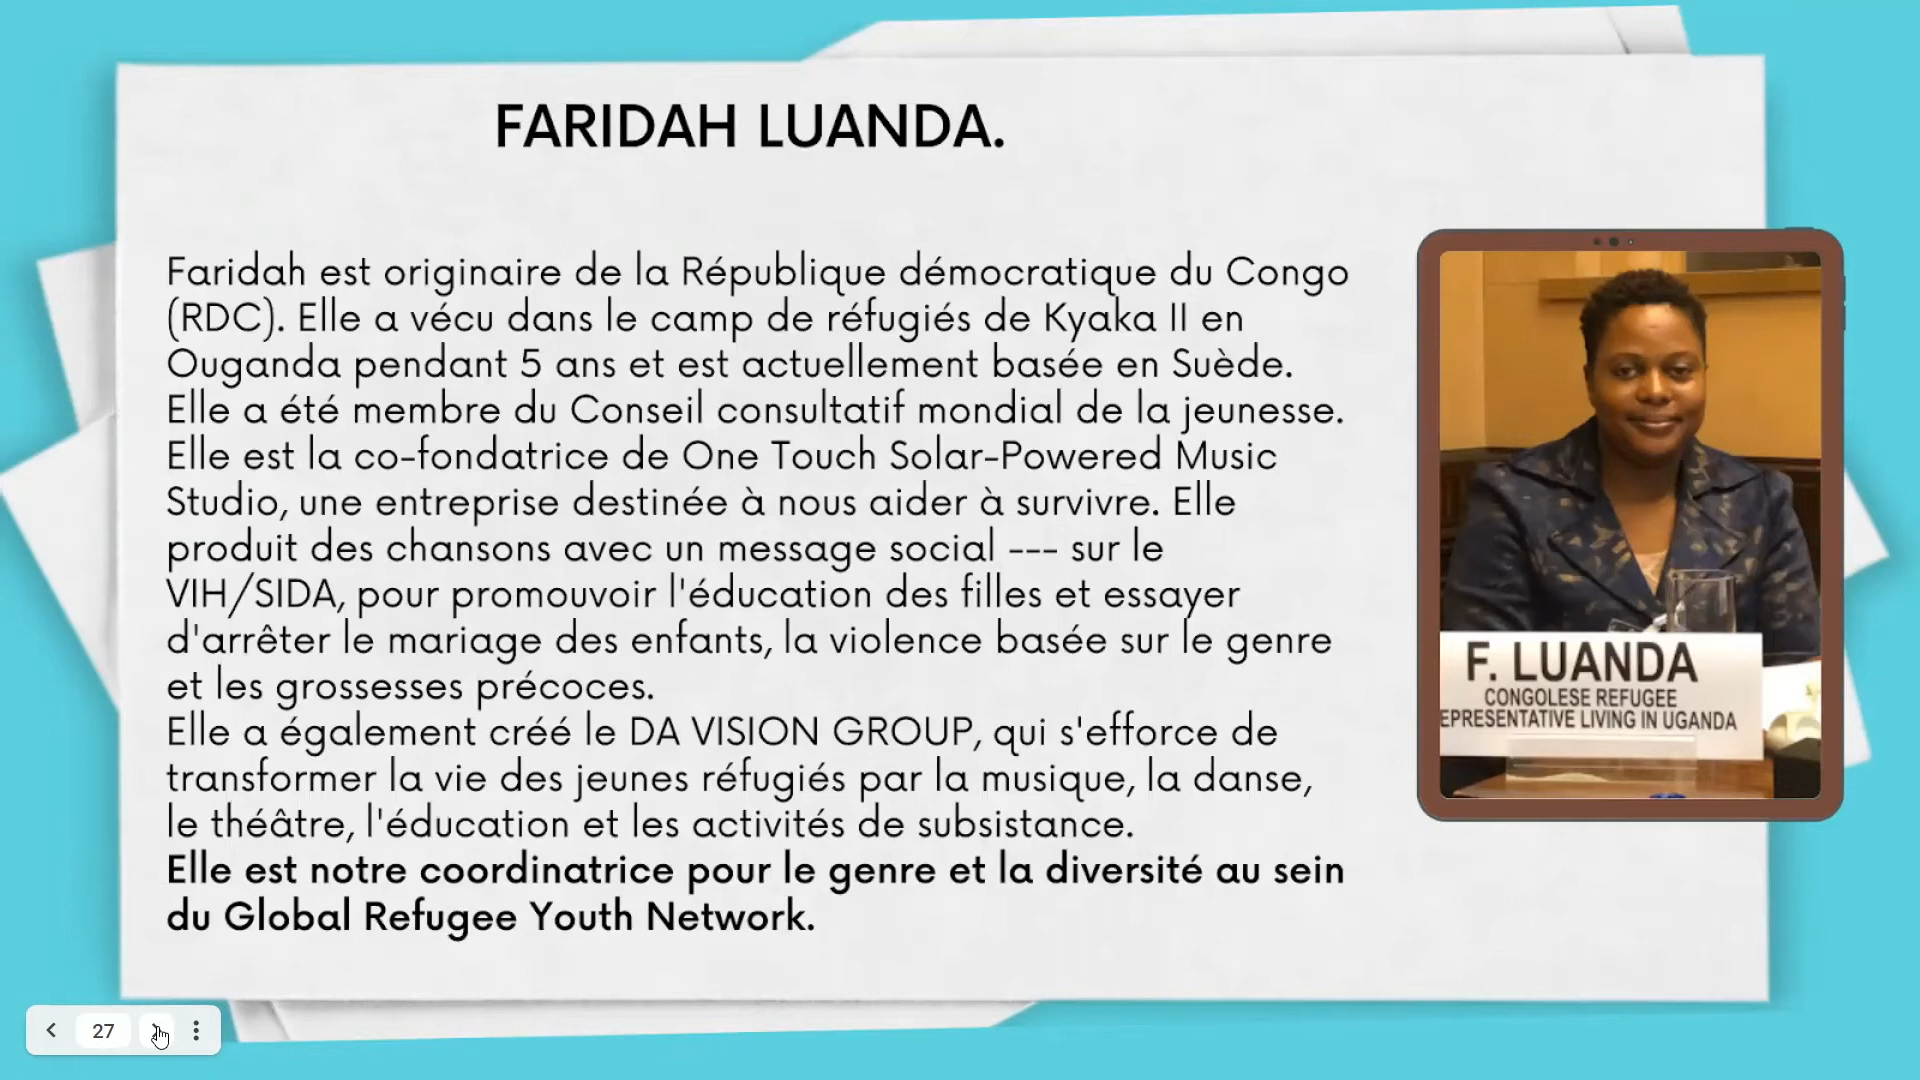 FARIDAH LUANDA.
Faridah est originaire de la République démocratique du Congo
(RDC). Elle a vécu dans le camp de réfugiés de Kyaka II en
Ouganda pendant 5 ans et est actuellement basée en Suède.
Elle a été membre du Conseil consultatif mondial de la jeunesse.
Elle est la co-fondatrice de One Touch Solar-Powered Music
Studio, une entreprise destinée à nous aider à survivre. Elle
produit des chansons avec un message social --- sur le
VIH/SIDA, pour promouvoir l'éducation des filles et essayer
d'arrêter le mariage des enfants, la violence basée sur le genre
et les grossesses précoces.
Elle a également créé le DA VISION GROUP, qui s'efforce de
transformer la vie des jeunes réfugiés par la musique, la danse,
le théâtre, l'éducation et les activités de subsistance.
Elle est notre coordinatrice pour le genre et la diversité au sein
du Global Refugee Youth Network.
F. LUANDA
CONGOLESE REFUGEE
EPRESENTATIVE LIVING IN UGANDA
27